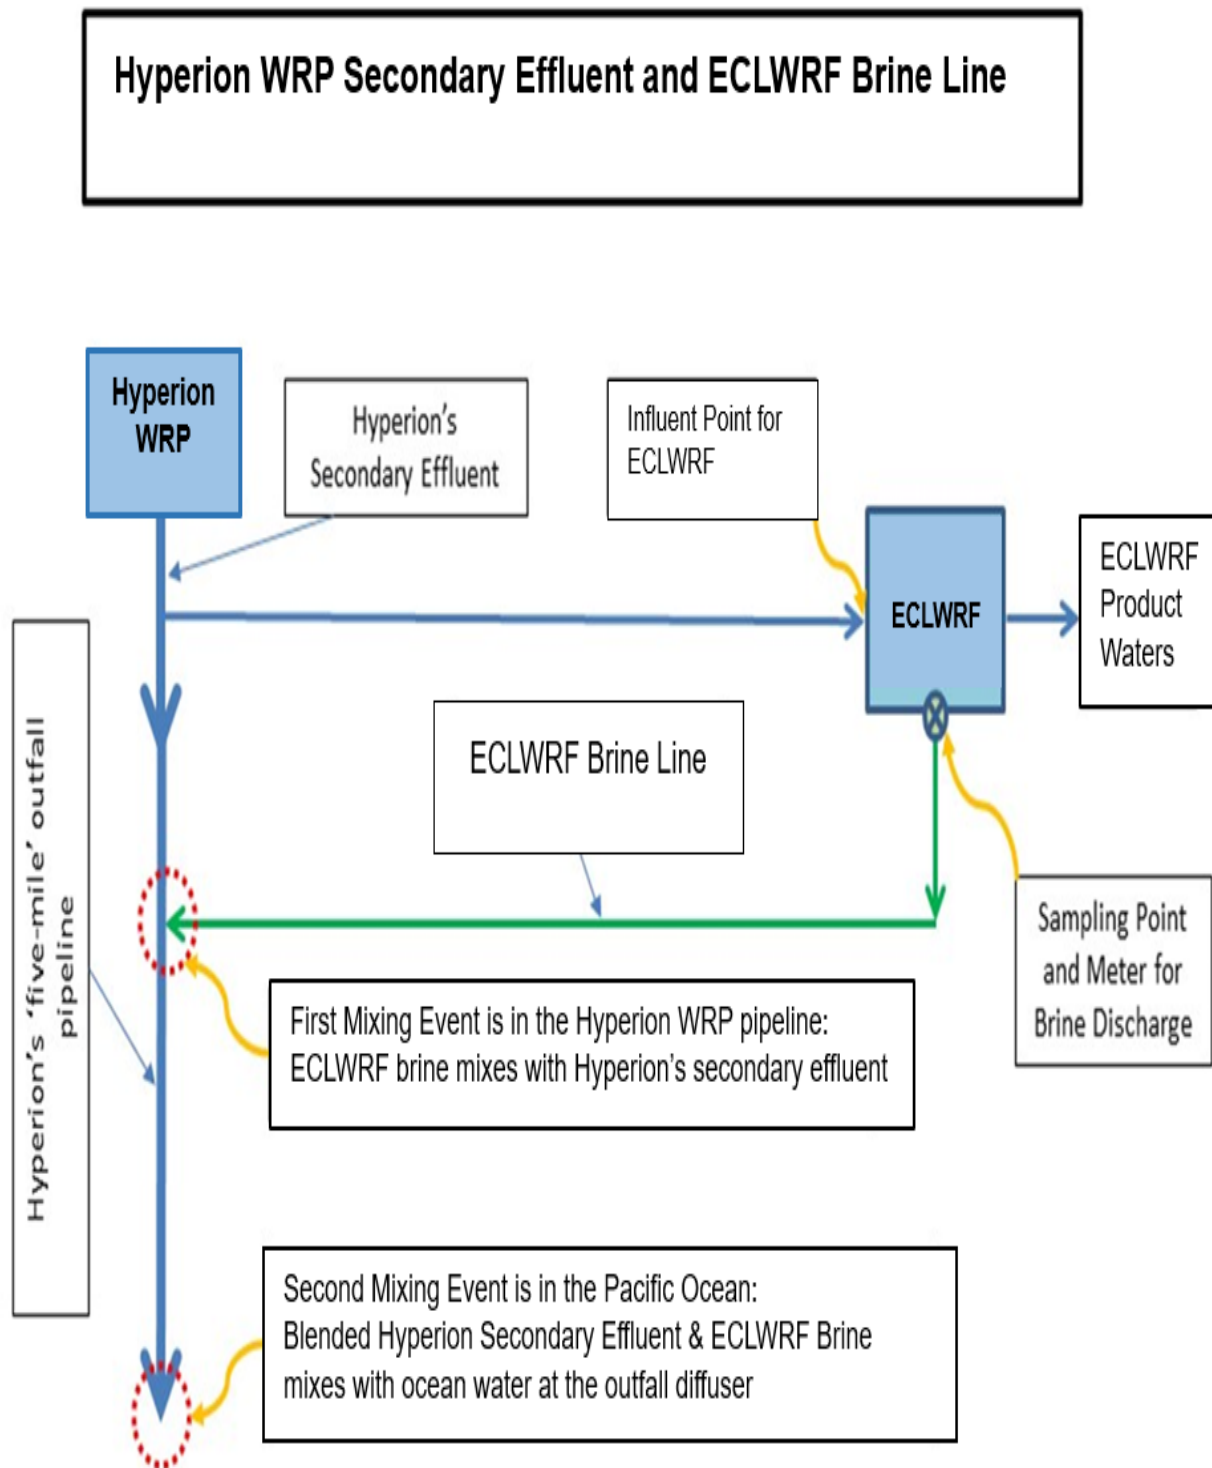 Hyperion WRP Secondary Effluent and ECLWRF Brine Line
Hyperion
WRP
Hyperion's
Secondary Effluent
Influent Point for
ECLWRF
ECLWRF
ECLWRF
Product
Waters
Hyperion's 'five-mile' outfall
pipeline
ECLWRF Brine Line
Sampling Point
and Meter for
Brine Discharge
First Mixing Event is in the Hyperion WRP pipeline:
ECLWRF brine mixes with Hyperion's secondary effluent
Second Mixing Event is in the Pacific Ocean:
Blended Hyperion Secondary Effluent & ECLWRF Brine
mixes with ocean water at the outfall diffuser